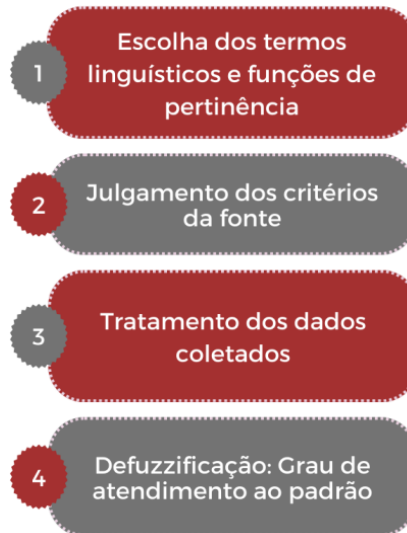 1
Escolha dos termos
linguísticos e funções de
pertinência
2
Julgamento dos critérios
da fonte
3
Tratamento dos dados
coletados
4
Defuzzificação: Grau de
atendimento ao padrão